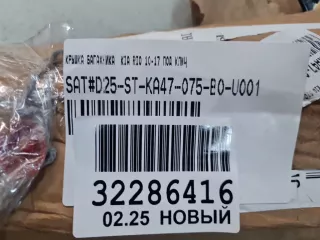 КРЫШКА БАГАЖНИКА KIA RIO 10-17 ПОД КЛЮЧ
SAT#D25-ST-KA47-075-B0-U001
32286416
02.25 НОВЫЙ